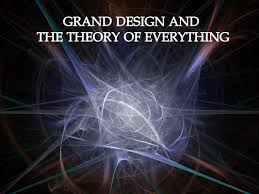 GRAND DESIGN AND
THE THEORY OF EVERYTHING